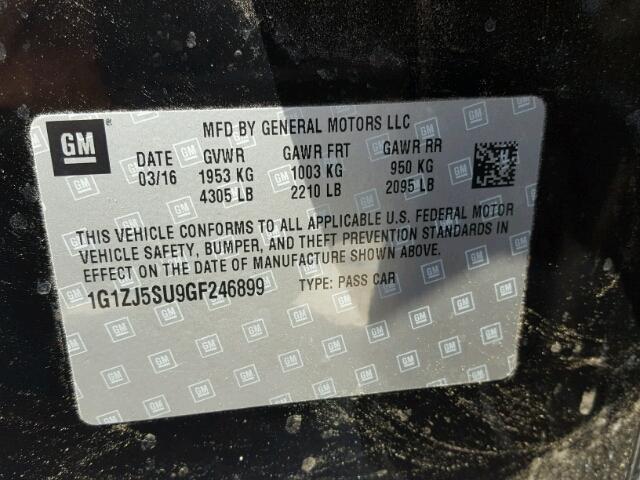 GM
MFD BY GENERAL MOTORS LLC
DATE GVWR GAWR FRT GAWR RR
03/16 1953 KG 1003 KG 950 KG
4305 LB 2210 LB 2095 LB
THIS VEHICLE CONFORMS TO ALL APPLICABLE U.S. FEDERAL MOTOR
VEHICLE SAFETY, BUMPER, AND THEFT PREVENTION STANDARDS IN
EFFECT ON THE DATE OF MANUFACTURE SHOWN ABOVE.
1G1ZJ5SU9GF246899 TYPE: PASS CAR